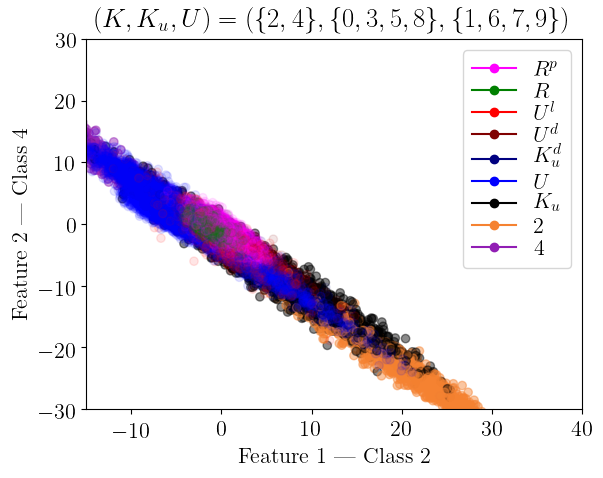 (K, K_u, U) = ({2, 4}, {0, 3, 5, 8}, {1, 6, 7, 9})
30
20
10
0
−10
−20
−30
Feature 2 — Class 4
R^p
R
U^l
U^d
K_u^d
U
K_u
2
4
−10
0
10
20
30
40
Feature 1 — Class 2